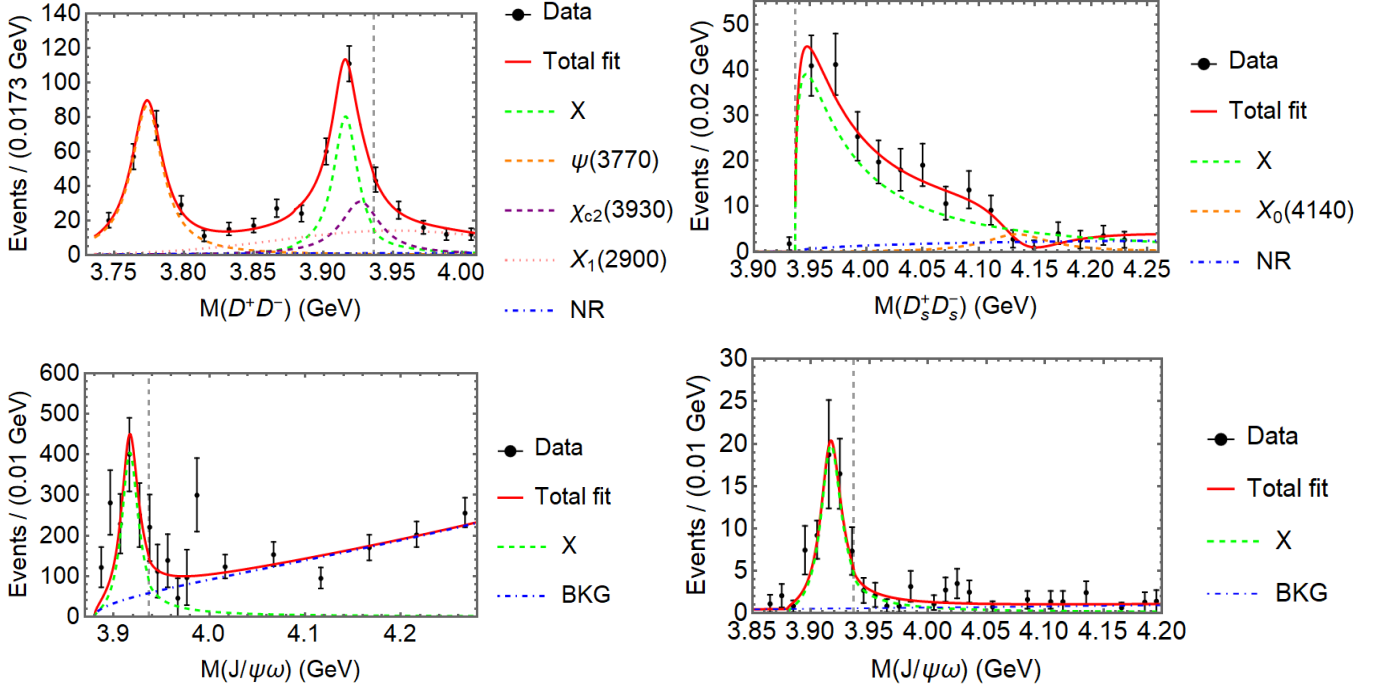 Events / (0.0173 GeV)
140
120
100
80
60
40
20
0
3.75 3.80 3.85 3.90 3.95 4.00
M(D⁺D⁻) (GeV)
Data
Total fit
X
ψ(3770)
χc2(3930)
X₁(2900)
NR
Events / (0.02 GeV)
50
40
30
20
10
0
3.90 3.95 4.00 4.05 4.10 4.15 4.20 4.25
M(Dₛ⁺Dₛ⁻) (GeV)
Data
Total fit
X
X₀(4140)
NR
Events / (0.01 GeV)
600
500
400
300
200
100
0
3.9 4.0 4.1 4.2
M(J/ψω) (GeV)
Data
Total fit
X
BKG
Events / (0.01 GeV)
30
25
20
15
10
5
0
3.85 3.90 3.95 4.00 4.05 4.10 4.15 4.20
M(J/ψω) (GeV)
Data
Total fit
X
BKG